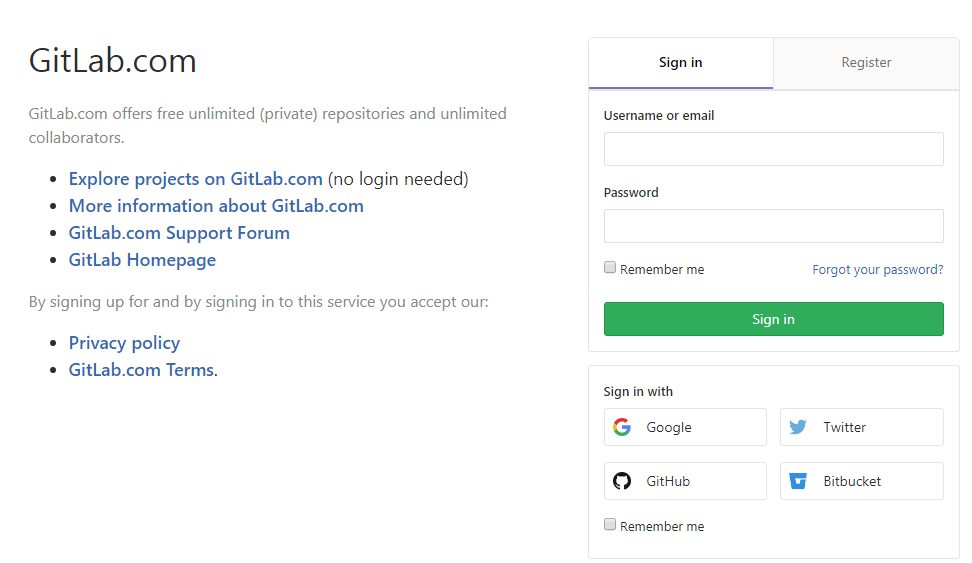 GitLab.com
GitLab.com offers free unlimited (private) repositories and unlimited
collaborators.
Explore projects on GitLab.com (no login needed)
More information about GitLab.com
GitLab.com Support Forum
GitLab Homepage
By signing up for and by signing in to this service you accept our:
Privacy policy
GitLab.com Terms.
Sign in
Register
Username or email
Password
Remember me
Forgot your password?
Sign in
Sign in with
Google
Twitter
GitHub
Bitbucket
Remember me